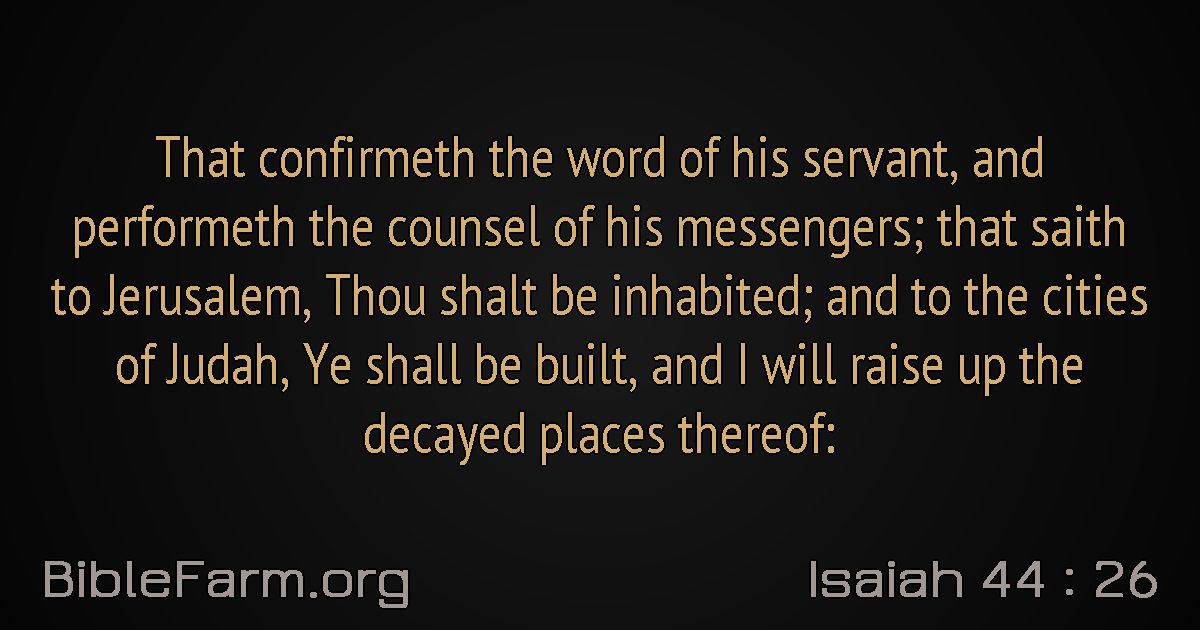 That confirmeth the word of his servant, and
performeth the counsel of his messengers; that saith
to Jerusalem, Thou shalt be inhabited; and to the cities
of Judah, Ye shall be built, and I will raise up the
decayed places thereof:
BibleFarm.org
Isaiah 44 : 26